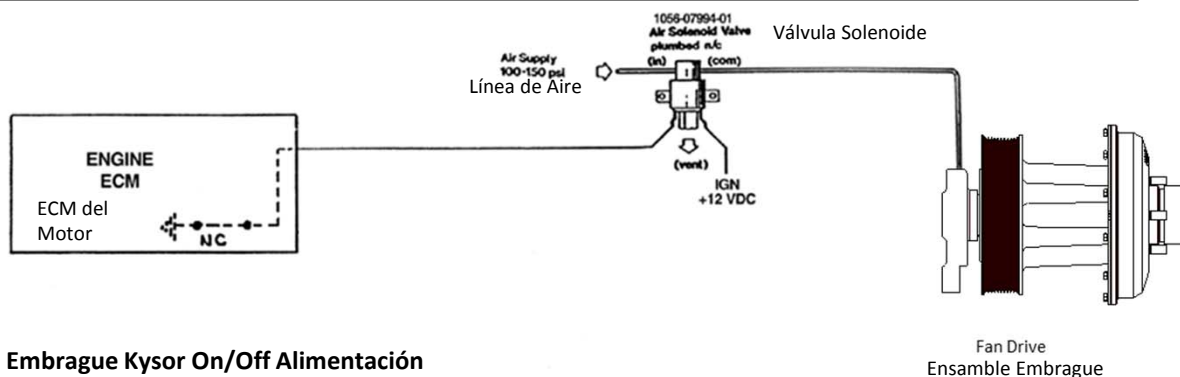 1056-07994-01
Air Solenoid Valve
plumbed n/c
(in) (com)
Válvula Solenoide
Air Supply
100-150 psi
Línea de Aire
ENGINE
ECM
ECM del
Motor
NC
(vent)
IGN
+12 VDC
Fan Drive
Ensamble Embrague
Embrague Kysor On/Off Alimentación